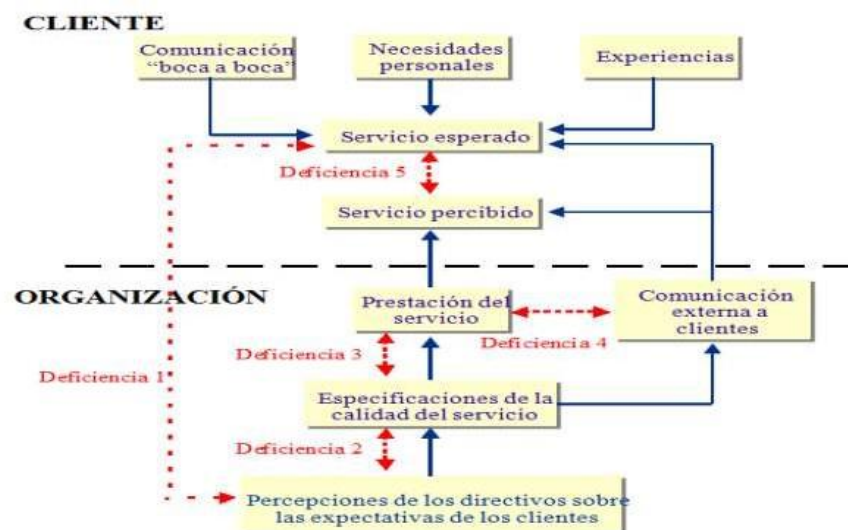 CLIENTE
Comunicación
“boca a boca”
Necesidades
personales
Experiencias
Servicio esperado
Deficiencia 5
Servicio percibido
ORGANIZACIÓN
Prestación del
servicio
Comunicación
externa a
clientes
Deficiencia 4
Deficiencia 3
Deficiencia 1
Especificaciones de la
calidad del servicio
Deficiencia 2
Percepciones de los directivos sobre
las expectativas de los clientes